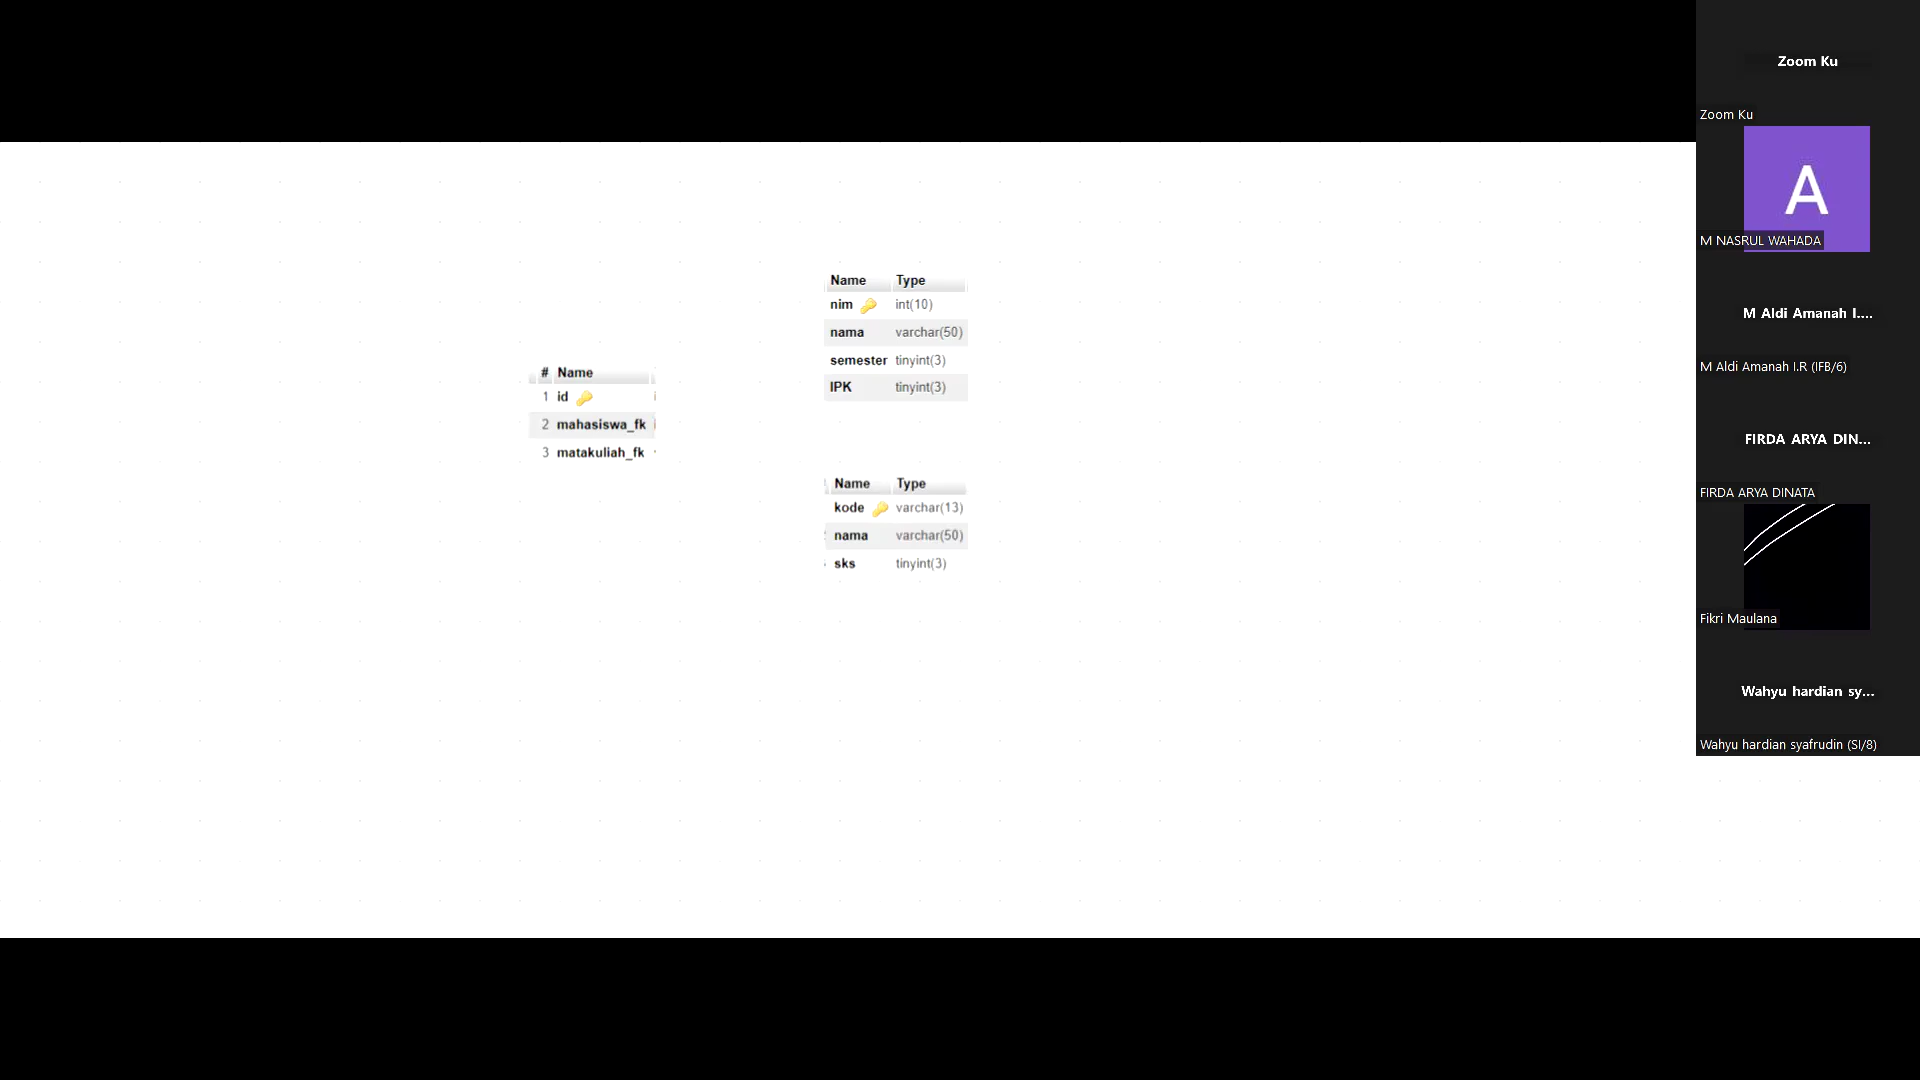 Name Type
nim int(10)
nama varchar(50)
semester tinyint(3)
IPK tinyint(3)
# Name
1 id
2 mahasiswa_fk
3 matakuliah_fk
Name Type
kode varchar(13)
nama varchar(50)
sks tinyint(3)
Zoom Ku
Zoom Ku
A
M NASRUL WAHADA
M Aldi Amanah I....
M Aldi Amanah I.R (IFB/6)
FIRDA ARYA DIN...
FIRDA ARYA DINATA
Fikri Maulana
Wahyu hardian sy...
Wahyu hardian syafrudin (SI/8)